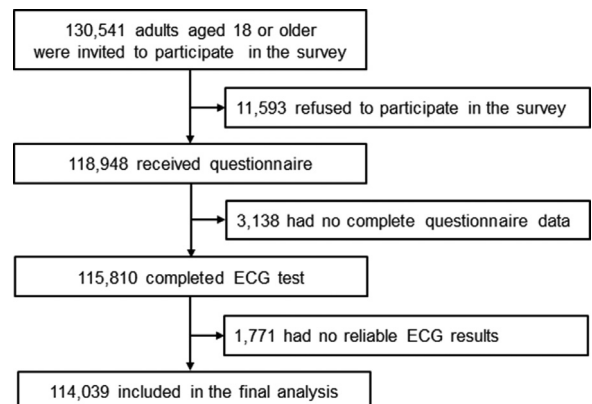 130,541 adults aged 18 or older
were invited to participate in the survey
11,593 refused to participate in the survey
118,948 received questionnaire
3,138 had no complete questionnaire data
115,810 completed ECG test
1,771 had no reliable ECG results
114,039 included in the final analysis